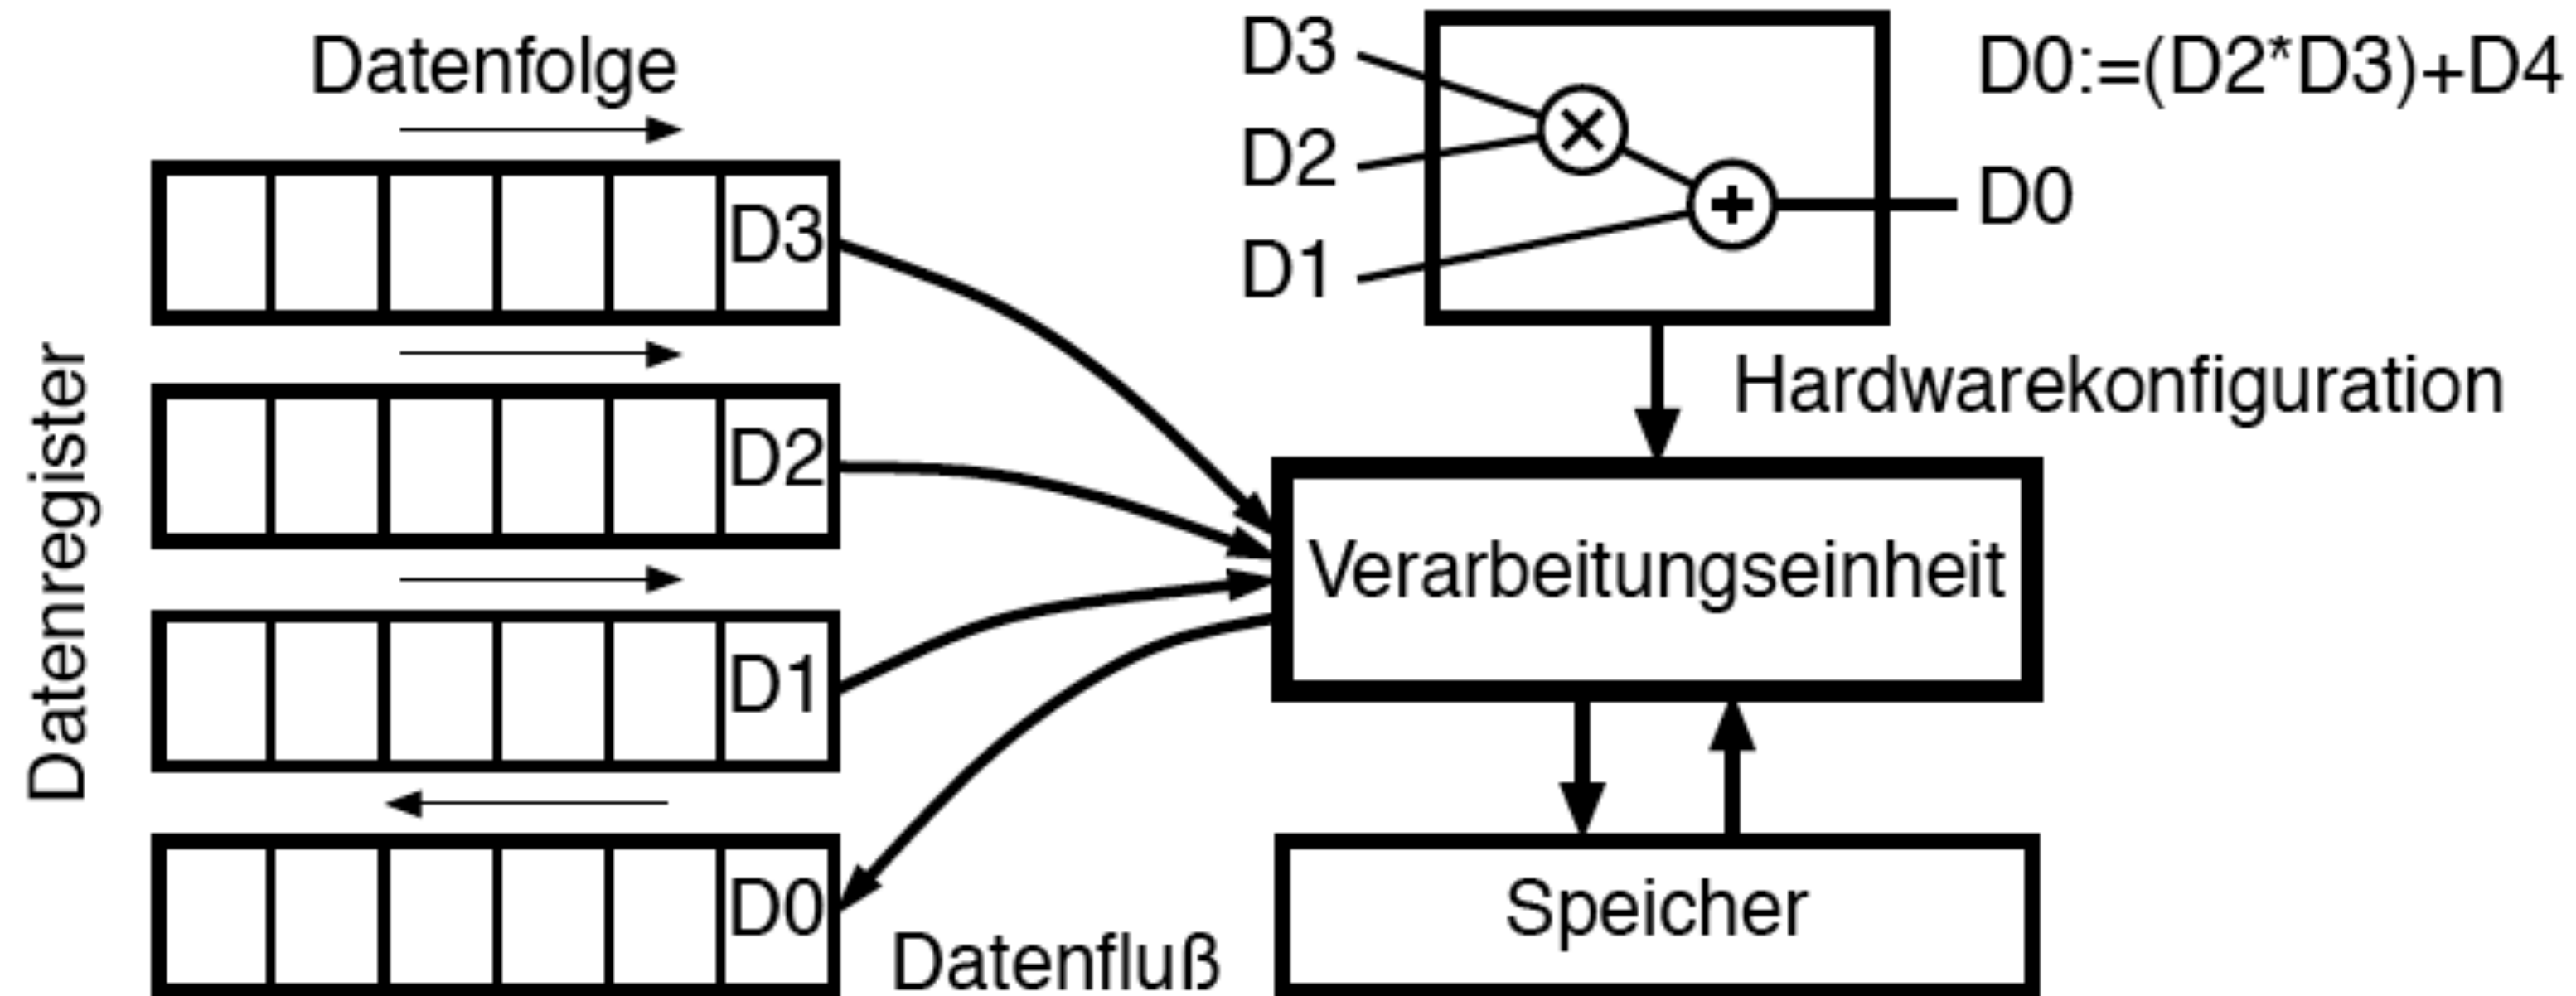 Datenfolge
D3
D2
D1
D0
Datenregister
Datenfluß
D3
D2
D1
D0:=(D2*D3)+D4
D0
Hardwarekonfiguration
Verarbeitungseinheit
Speicher